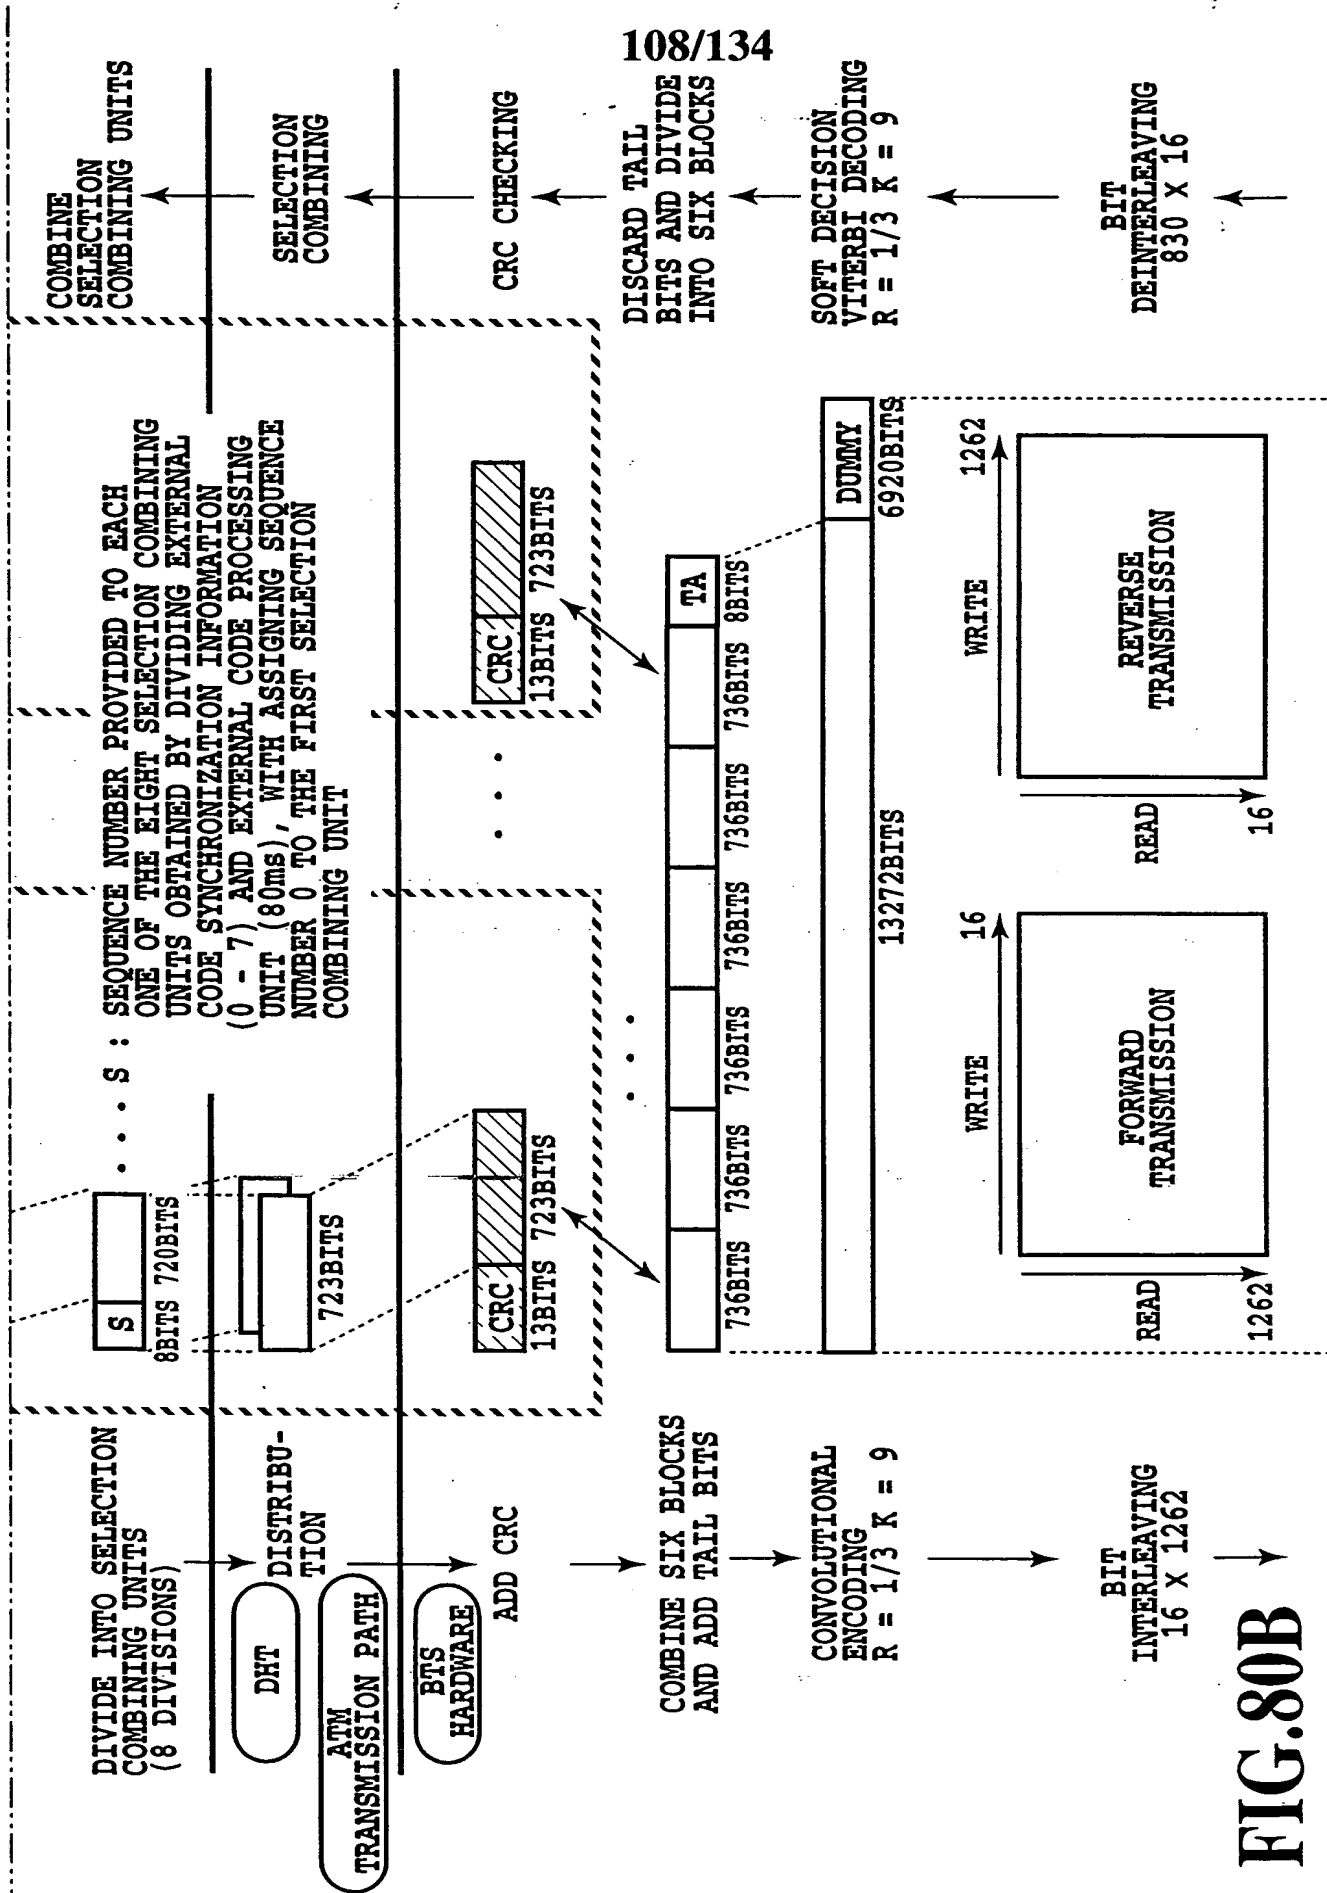 108/134
DIVIDE INTO SELECTION
COMBINING UNITS
(8 DIVISIONS)
DHT
DISTRIBU-
TION
ATM
TRANSMISSION PATH
BTS
HARDWARE
ADD CRC
COMBINE SIX BLOCKS
AND ADD TAIL BITS
CONVOLUTIONAL
ENCODING
R = 1/3 K = 9
BIT
INTERLEAVING
16 X 1262
S
8BITS 720BITS
• • • •
S : SEQUENCE NUMBER PROVIDED TO EACH
ONE OF THE EIGHT SELECTION COMBINING
UNITS OBTAINED BY DIVIDING EXTERNAL
CODE SYNCHRONIZATION INFORMATION
(0 - 7) AND EXTERNAL CODE PROCESSING
UNIT (80ms), WITH ASSIGNING SEQUENCE
NUMBER 0 TO THE FIRST SELECTION
COMBINING UNIT
723BITS
CRC
13BITS 723BITS
• • •
CRC
13BITS 723BITS
• • •
TA
736BITS 736BITS 736BITS 736BITS 736BITS 736BITS 8BITS
DUMMY
13272BITS
6920BITS
WRITE
16
READ
1262
FORWARD
TRANSMISSION
WRITE
1262
READ
16
REVERSE
TRANSMISSION
COMBINE
SELECTION
COMBINING UNITS
SELECTION
COMBINING
CRC CHECKING
DISCARD TAIL
BITS AND DIVIDE
INTO SIX BLOCKS
SOFT DECISION
VITERBI DECODING
R = 1/3 K = 9
BIT
DEINTERLEAVING
830 X 16
FIG.80B